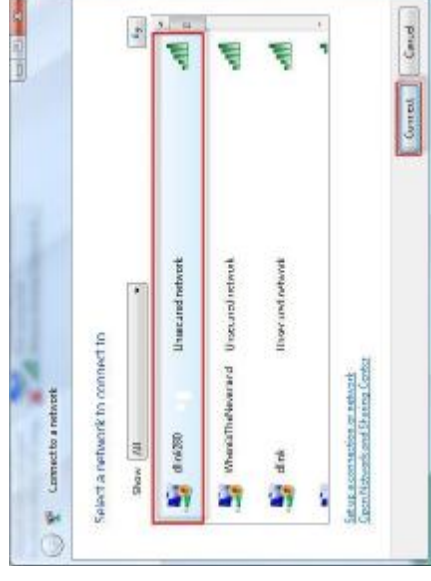 Connect to a network
Select a network to connect to
Show All
dlink280 Unsecured network
Unsecured network
dlink Unsecured network
Set up a connection or network
Open Network and Sharing Center
Connect Cancel